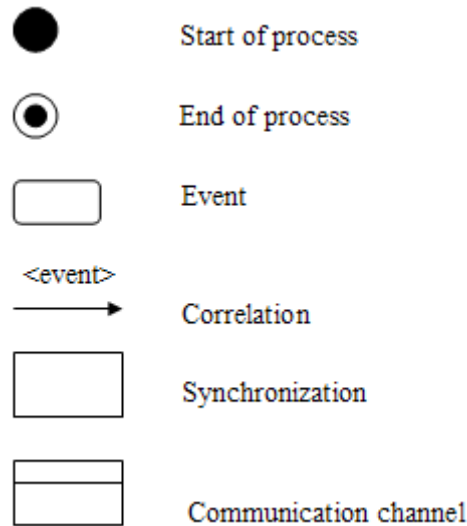 Start of process
End of process
Event
<event>
Correlation
Synchronization
Communication channel